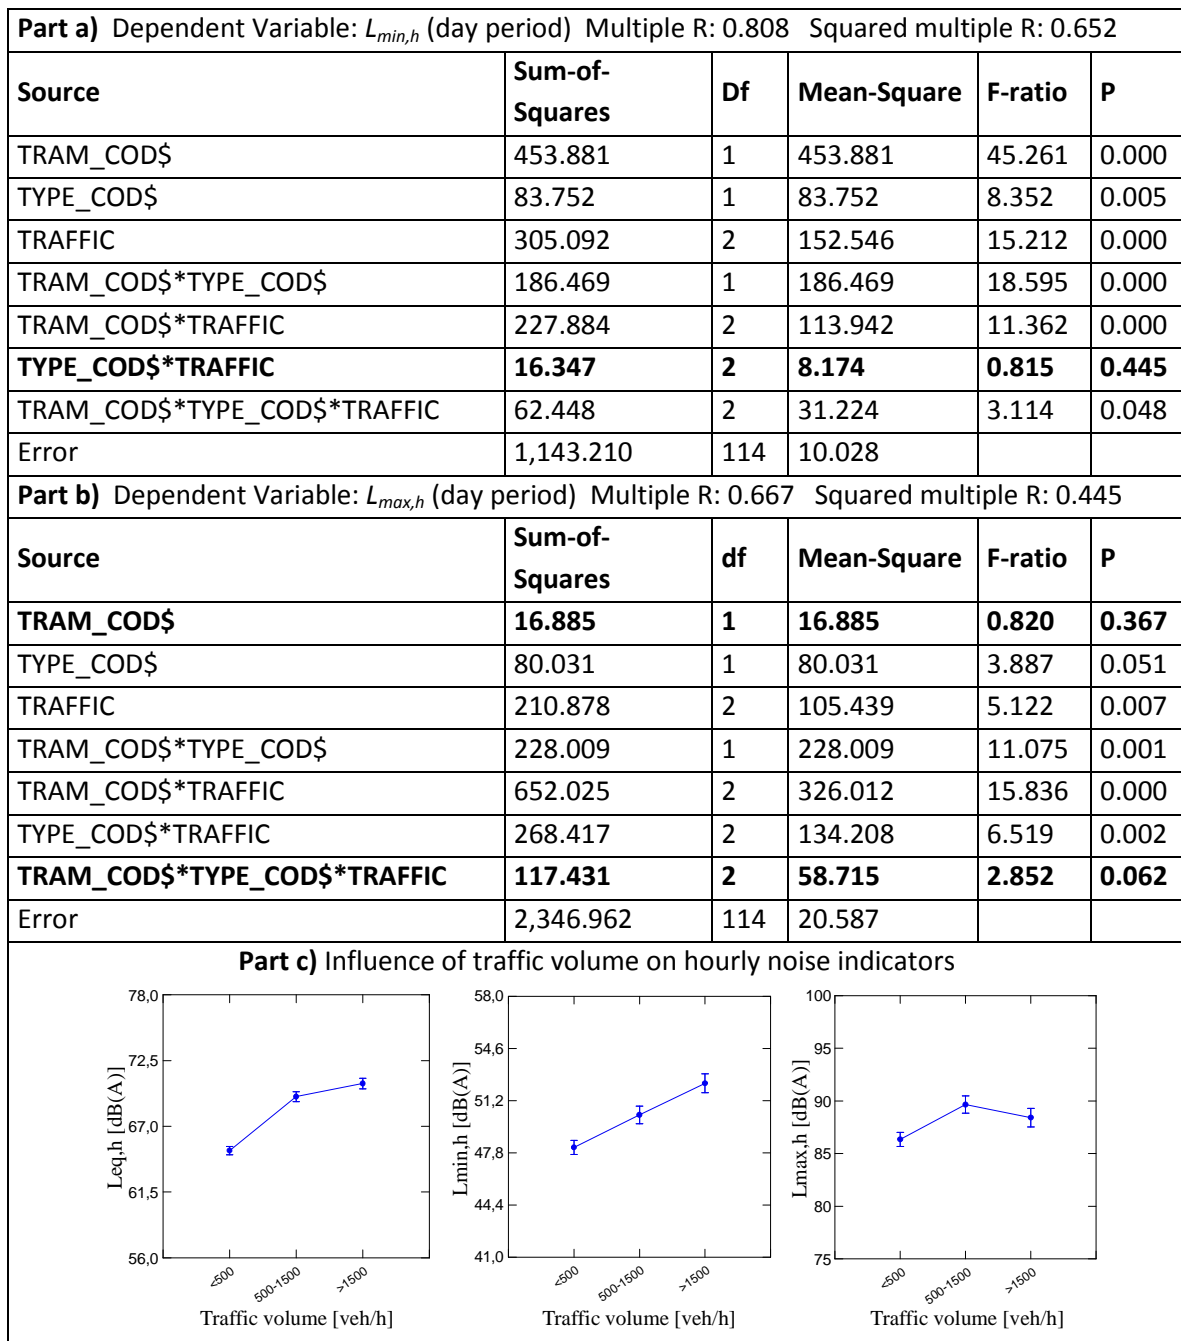 Part a) Dependent Variable: Lmin,h (day period) Multiple R: 0.808 Squared multiple R: 0.652
Source Sum-of-Squares Df Mean-Square F-ratio P
TRAM_COD$ 453.881 1 453.881 45.261 0.000
TYPE_COD$ 83.752 1 83.752 8.352 0.005
TRAFFIC 305.092 2 152.546 15.212 0.000
TRAM_COD$*TYPE_COD$ 186.469 1 186.469 18.595 0.000
TRAM_COD$*TRAFFIC 227.884 2 113.942 11.362 0.000
TYPE_COD$*TRAFFIC 16.347 2 8.174 0.815 0.445
TRAM_COD$*TYPE_COD$*TRAFFIC 62.448 2 31.224 3.114 0.048
Error 1,143.210 114 10.028
Part b) Dependent Variable: Lmax,h (day period) Multiple R: 0.667 Squared multiple R: 0.445
Source Sum-of-Squares df Mean-Square F-ratio P
TRAM_COD$ 16.885 1 16.885 0.820 0.367
TYPE_COD$ 80.031 1 80.031 3.887 0.051
TRAFFIC 210.878 2 105.439 5.122 0.007
TRAM_COD$*TYPE_COD$ 228.009 1 228.009 11.075 0.001
TRAM_COD$*TRAFFIC 652.025 2 326.012 15.836 0.000
TYPE_COD$*TRAFFIC 268.417 2 134.208 6.519 0.002
TRAM_COD$*TYPE_COD$*TRAFFIC 117.431 2 58.715 2.852 0.062
Error 2,346.962 114 20.587
Part c) Influence of traffic volume on hourly noise indicators
Leq,h [dB(A)]
78,0
72,5
67,0
61,5
56,0
<500 500-1500 >1500
Traffic volume [veh/h]
Lmin,h [dB(A)]
58,0
54,6
51,2
47,8
44,4
41,0
<500 500-1500 >1500
Traffic volume [veh/h]
Lmax,h [dB(A)]
100
95
90
85
80
75
<500 500-1500 >1500
Traffic volume [veh/h]